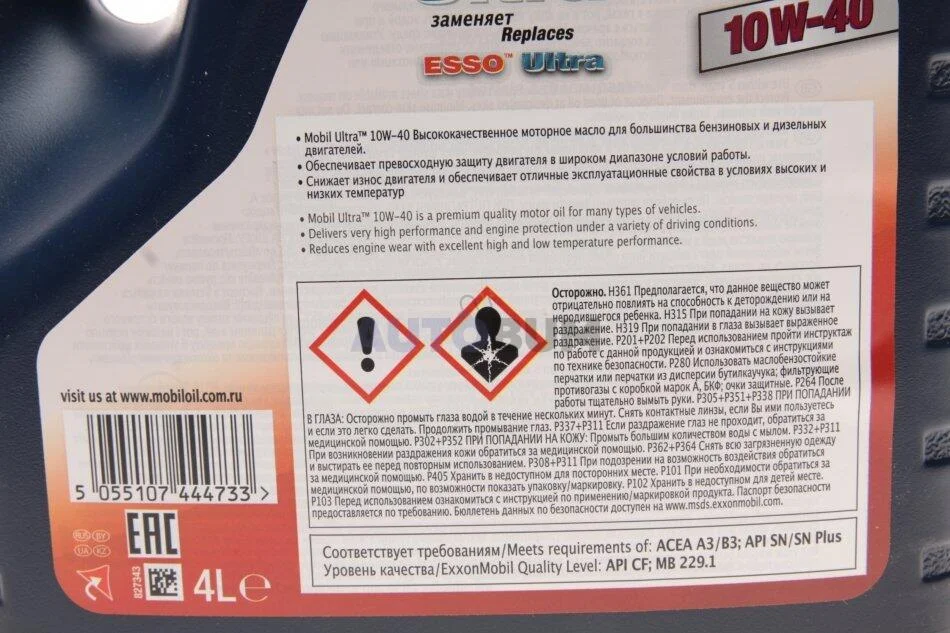 заменяет
Replaces
ESSO™ Ultra
10W-40
• Mobil Ultra™ 10W-40 Высококачественное моторное масло для большинства бензиновых и дизельных
двигателей.
• Обеспечивает превосходную защиту двигателя в широком диапазоне условий работы.
• Снижает износ двигателя и обеспечивает отличные эксплуатационные свойства в условиях высоких и
низких температур
• Mobil Ultra™ 10W-40 is a premium quality motor oil for many types of vehicles.
• Delivers very high performance and engine protection under a variety of driving conditions.
• Reduces engine wear with excellent high and low temperature performance.
AUTO
Осторожно. H361 Предполагается, что данное вещество может
отрицательно повлиять на способность к деторождению или на
неродившегося ребенка. H315 При попадании на кожу вызывает
раздражение. H319 При попадании в глаза вызывает выраженное
раздражение. P201+P202 Перед использованием пройти инструктаж
по работе с данной продукцией и ознакомиться с инструкциями
по технике безопасности. P280 Использовать маслобензостойкие
перчатки или перчатки из дисперсии бутилкаучука; фильтрующие
противогазы с коробкой марок А, БКФ; очки защитные. P264 После
работы тщательно вымыть руки. P305+P351+P338 ПРИ ПОПАДАНИИ
В ГЛАЗА: Осторожно промыть глаза водой в течение нескольких минут. Снять контактные линзы, если Вы ими пользуетесь
и если это легко сделать. Продолжить промывание глаз. P337+P311 Если раздражение глаз не проходит, обратиться за
медицинской помощью. P302+P352 ПРИ ПОПАДАНИИ НА КОЖУ: Промыть большим количеством воды с мылом. P332+P311
При возникновении раздражения кожи обратиться за медицинской помощью. P362+P364 Снять всю загрязненную одежду
и выстирать ее перед повторным использованием. P308+P311 При подозрении на возможность воздействия обратиться
за медицинской помощью. P405 Хранить в недоступном для посторонних месте. P101 При необходимости обратиться за
медицинской помощью, по возможности показать упаковку/маркировку. P102 Хранить в недоступном для детей месте.
P103 Перед использованием ознакомиться с инструкцией по применению/маркировкой продукта. Паспорт безопасности
предоставляется по требованию. Бюллетень данных по безопасности доступен на www.msds.exxonmobil.com.
Соответствует требованиям/Meets requirements of: ACEA A3/B3; API SN/SN Plus
Уровень качества/ExxonMobil Quality Level: API CF; MB 229.1
visit us at www.mobiloil.com.ru
5 055107 444733 >
RUS BY
UA KZ
EAC
827343
4L℮